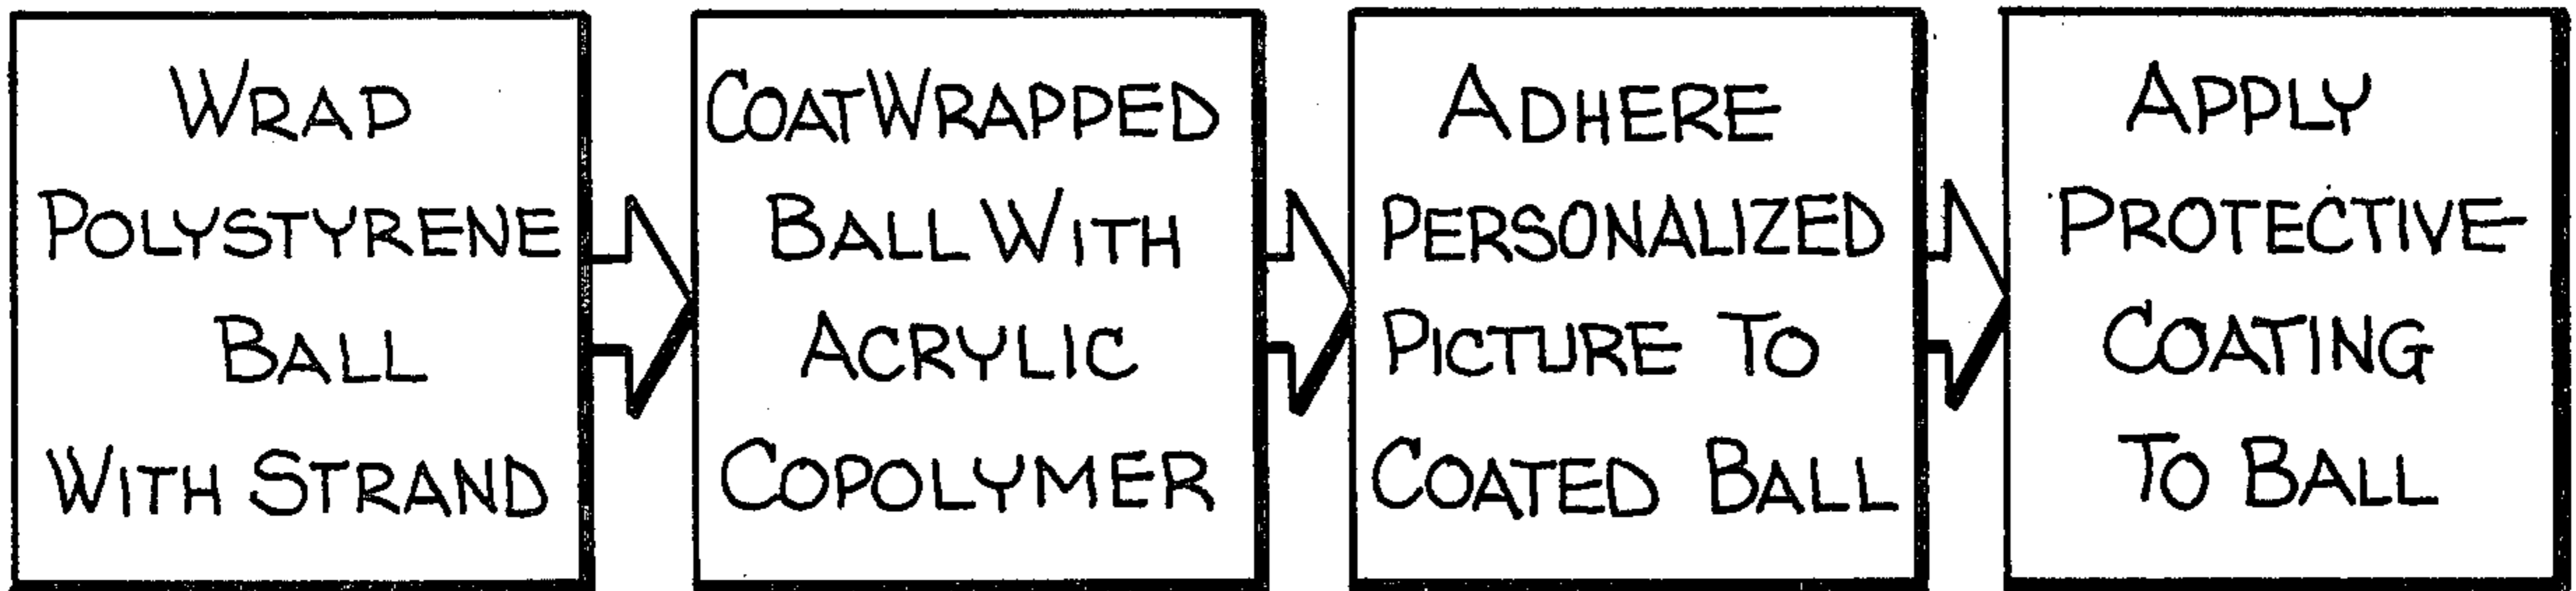 WRAP
POLYSTYRENE
BALL
WITH STRAND
COAT WRAPPED
BALL WITH
ACRYLIC
COPOLYMER
ADHERE
PERSONALIZED
PICTURE TO
COATED BALL
APPLY
PROTECTIVE
COATING
TO BALL